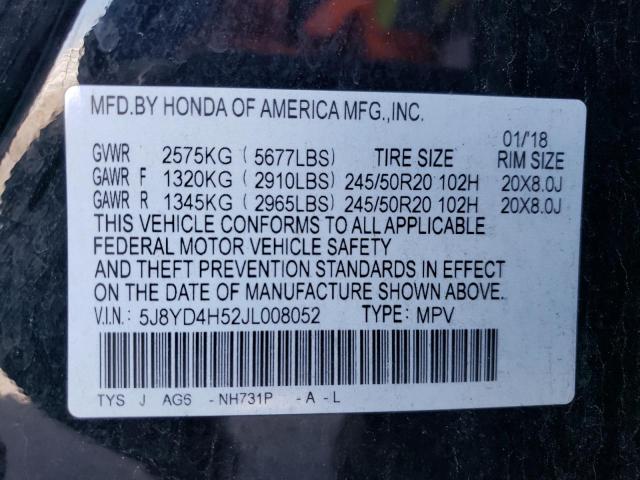 MFD.BY HONDA OF AMERICA MFG.,INC.
01/'18
GVWR 2575KG (5677LBS) TIRE SIZE RIM SIZE
GAWR F 1320KG (2910LBS) 245/50R20 102H 20X8.0J
GAWR R 1345KG (2965LBS) 245/50R20 102H 20X8.0J
THIS VEHICLE CONFORMS TO ALL APPLICABLE
FEDERAL MOTOR VEHICLE SAFETY
AND THEFT PREVENTION STANDARDS IN EFFECT
ON THE DATE OF MANUFACTURE SHOWN ABOVE.
V.I.N.: 5J8YD4H52JL008052 TYPE: MPV
TYS J AG6 -NH731P -A -L